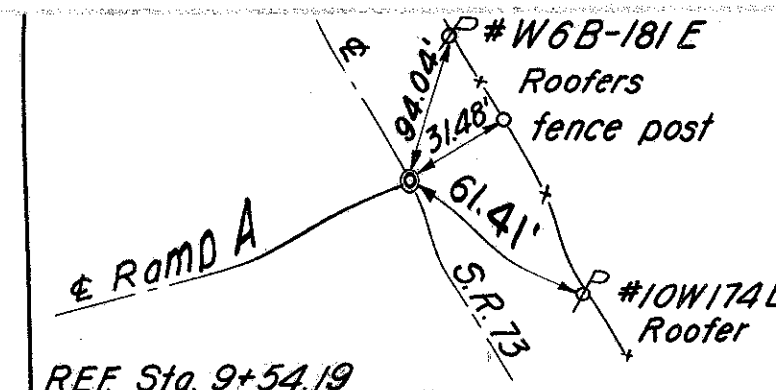 #W6B-181E
Roofers
94.04'
31.48'
fence post
61.41'
℄ Ramp A
S.R. 73
#10W174
Roofer
REF. Sta. 9+54.19